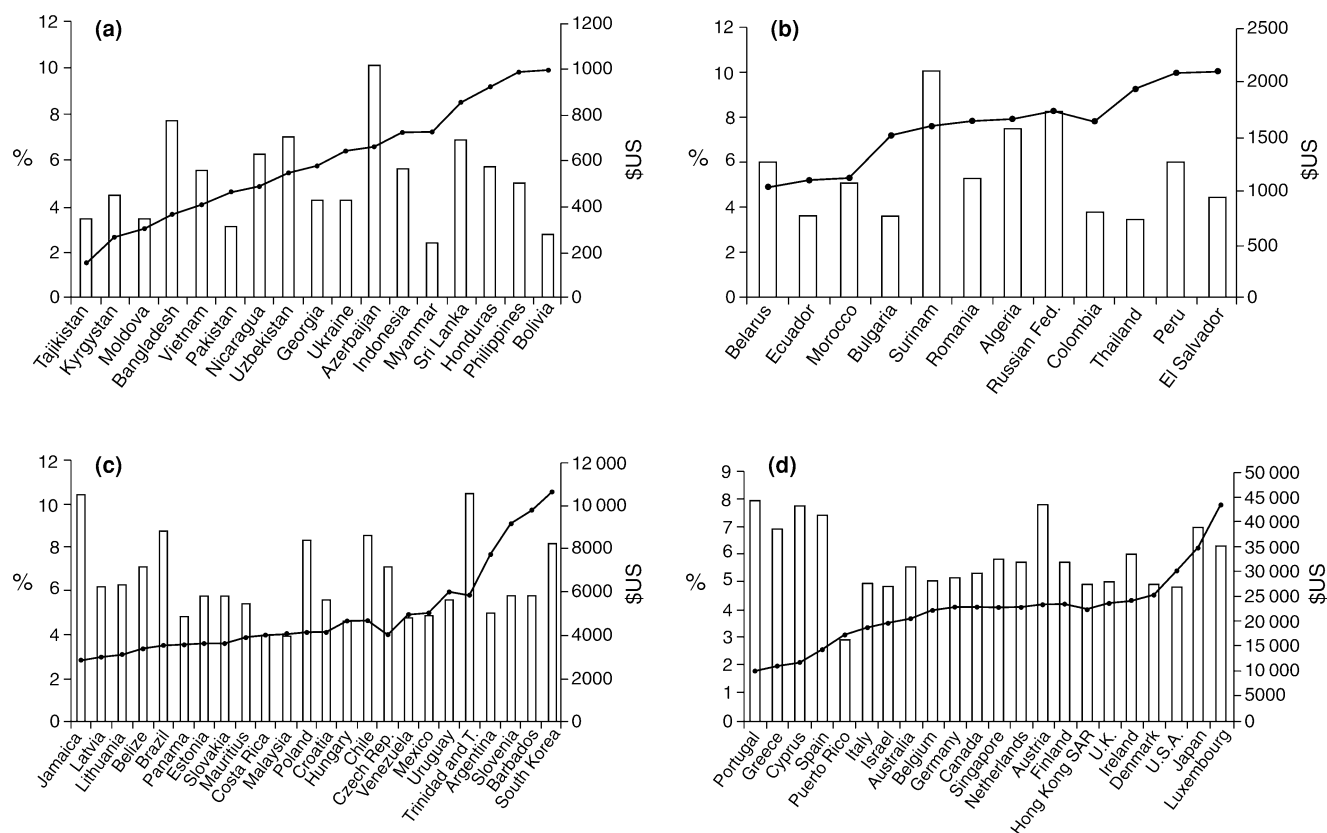 (a)
12
10
8
6
4
2
0
%
1200
1000
800
600
400
200
0
$US
Tajikistan
Kyrgystan
Moldova
Bangladesh
Vietnam
Pakistan
Nicaragua
Uzbekistan
Georgia
Ukraine
Azerbaijan
Indonesia
Myanmar
Sri Lanka
Honduras
Philippines
Bolivia
(b)
12
10
8
6
4
2
0
%
2500
2000
1500
1000
500
0
$US
Belarus
Ecuador
Morocco
Bulgaria
Surinam
Romania
Algeria
Russian Fed.
Colombia
Thailand
Peru
El Salvador
(c)
12
10
8
6
4
2
0
%
12 000
10 000
8000
6000
4000
2000
0
$US
Jamaica
Latvia
Lithuania
Belize
Brazil
Panama
Estonia
Slovakia
Mauritius
Costa Rica
Malaysia
Poland
Croatia
Hungary
Chile
Czech Rep.
Venezuela
Mexico
Uruguay
Trinidad and T.
Argentina
Slovenia
Barbados
South Korea
(d)
9
8
7
6
5
4
3
2
1
0
%
50 000
45 000
40 000
35 000
30 000
25 000
20 000
15 000
10 000
5000
0
$US
Portugal
Greece
Cyprus
Spain
Puerto Rico
Italy
Israel
Australia
Belgium
Germany
Canada
Singapore
Netherlands
Austria
Finland
Hong Kong SAR
U.K.
Ireland
Denmark
U.S.A.
Japan
Luxembourg